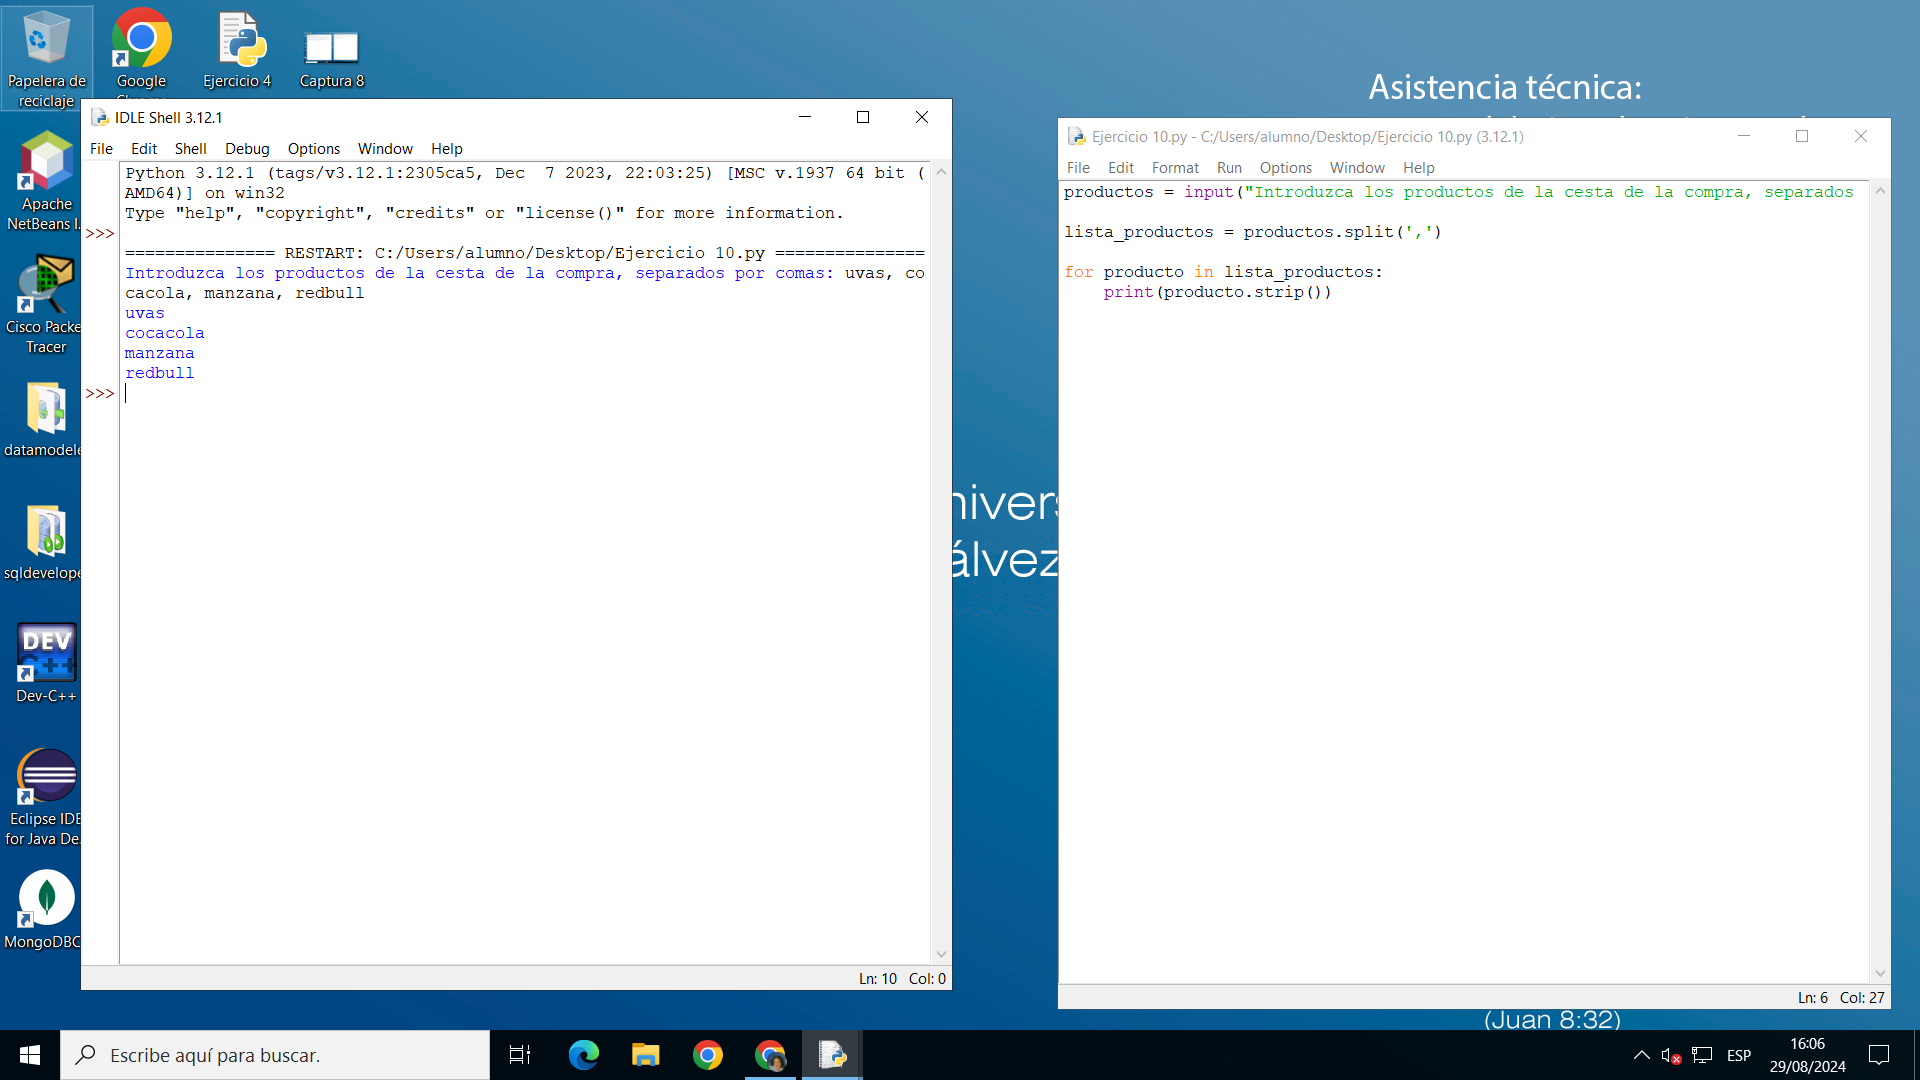 Papelera de
reciclaje
Google
Ejercicio 4
Captura 8
Asistencia técnica:
Apache
NetBeans I...
Cisco Packe
Tracer
datamodele
sqldevelope
DEV
C++
Dev-C++
Eclipse IDE
for Java De...
MongoDBC
IDLE Shell 3.12.1
File Edit Shell Debug Options Window Help
Python 3.12.1 (tags/v3.12.1:2305ca5, Dec  7 2023, 22:03:25) [MSC v.1937 64 bit (
AMD64)] on win32
Type "help", "copyright", "credits" or "license()" for more information.
>>>
=============== RESTART: C:/Users/alumno/Desktop/Ejercicio 10.py ===============
Introduzca los productos de la cesta de la compra, separados por comas: uvas, co
cacola, manzana, redbull
uvas
cocacola
manzana
redbull
>>>
Ln: 10 Col: 0
nivers
álvez
Ejercicio 10.py - C:/Users/alumno/Desktop/Ejercicio 10.py (3.12.1)
File Edit Format Run Options Window Help
productos = input("Introduzca los productos de la cesta de la compra, separados
lista_productos = productos.split(',')
for producto in lista_productos:
    print(producto.strip())
Ln: 6 Col: 27
(Juan 8:32)
Escribe aquí para buscar.
ESP
16:06
29/08/2024